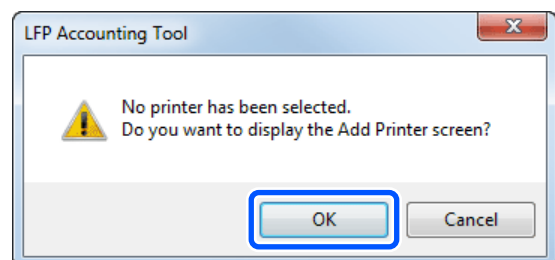 LFP Accounting Tool
No printer has been selected.
Do you want to display the Add Printer screen?
OK
Cancel